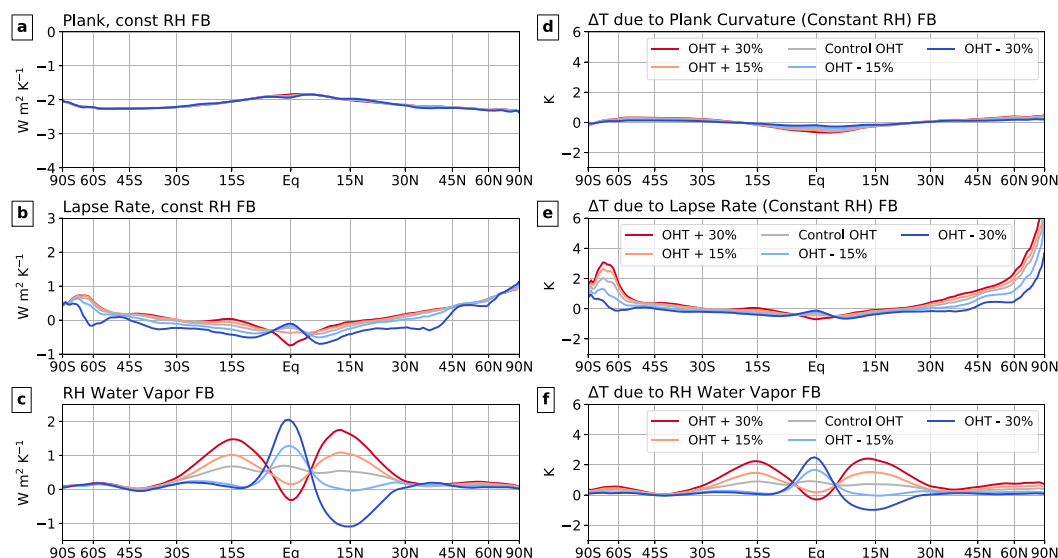 a Plank, const RH FB
0
−1
−2
−3
−4
W m² K⁻¹
90S 60S 45S 30S 15S Eq 15N 30N 45N 60N 90N
d ΔT due to Plank Curvature (Constant RH) FB
6
4
2
0
−2
K
OHT + 30% Control OHT OHT - 30%
OHT + 15% OHT - 15%
90S 60S 45S 30S 15S Eq 15N 30N 45N 60N 90N
b Lapse Rate, const RH FB
3
2
1
0
−1
W m² K⁻¹
90S 60S 45S 30S 15S Eq 15N 30N 45N 60N 90N
e ΔT due to Lapse Rate (Constant RH) FB
6
4
2
0
−2
K
OHT + 30% Control OHT OHT - 30%
OHT + 15% OHT - 15%
90S 60S 45S 30S 15S Eq 15N 30N 45N 60N 90N
c RH Water Vapor FB
2
1
0
−1
W m² K⁻¹
90S 60S 45S 30S 15S Eq 15N 30N 45N 60N 90N
f ΔT due to RH Water Vapor FB
6
4
2
0
−2
K
OHT + 30% Control OHT OHT - 30%
OHT + 15% OHT - 15%
90S 60S 45S 30S 15S Eq 15N 30N 45N 60N 90N